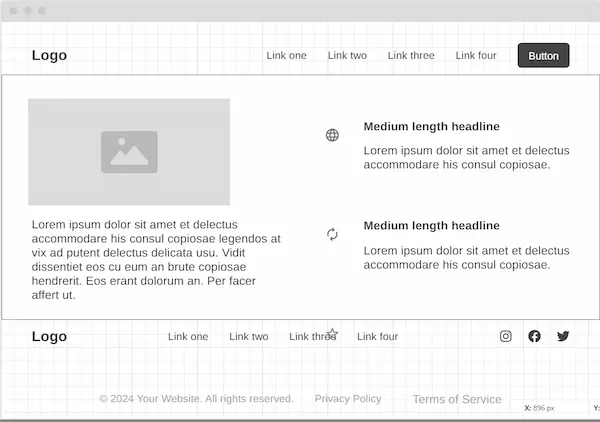 Logo
Link one
Link two
Link three
Link four
Button
Lorem ipsum dolor sit amet et delectus
accommodare his consul copiosae legendos at
vix ad putent delectus delicata usu. Vidit
dissentiet eos cu eum an brute copiosae
hendrerit. Eos erant dolorum an. Per facer
affert ut.
Medium length headline
Lorem ipsum dolor sit amet et delectus
accommodare his consul copiosae.
Medium length headline
Lorem ipsum dolor sit amet et delectus
accommodare his consul copiosae.
Logo
Link one
Link two
Link three
Link four
© 2024 Your Website. All rights reserved.
Privacy Policy
Terms of Service
X: 896 px
Y: